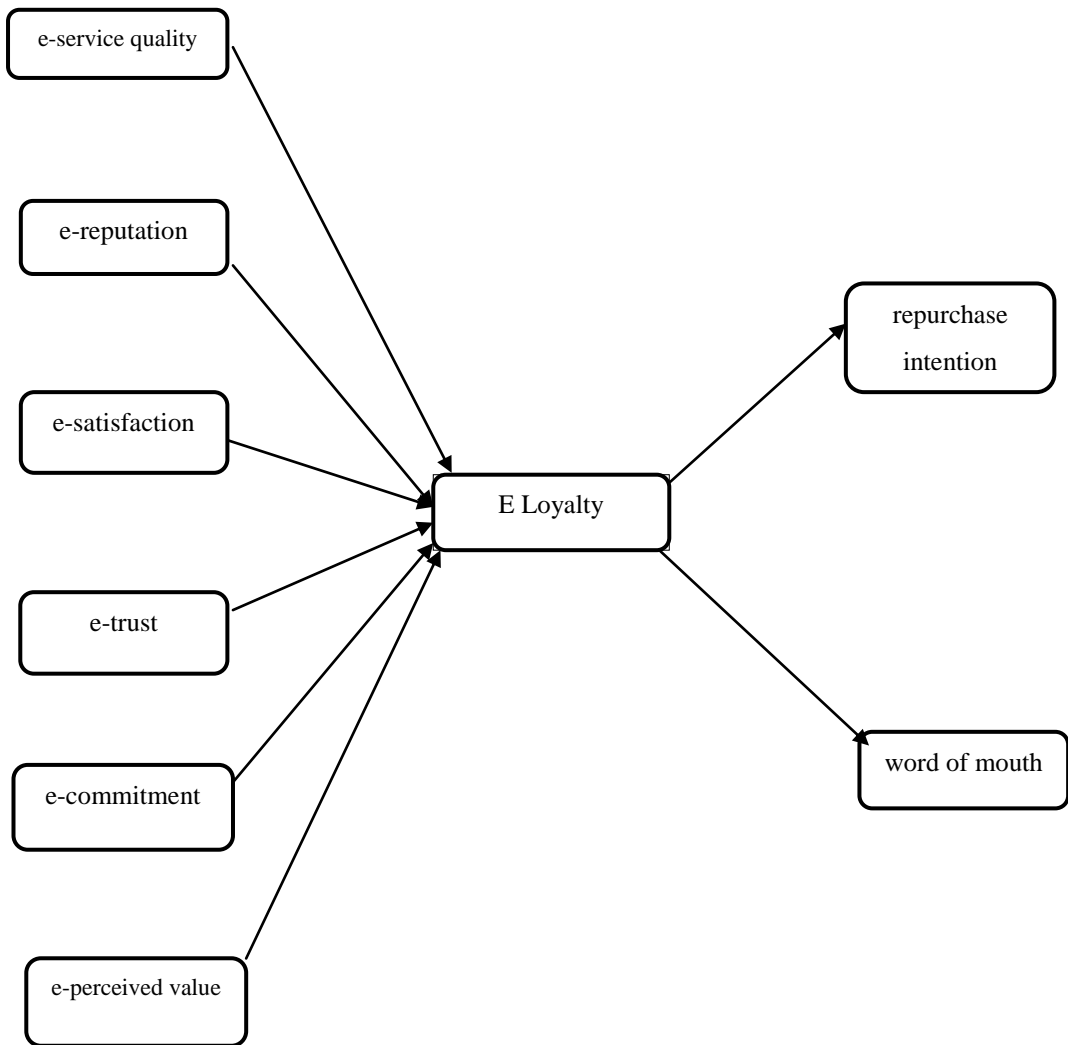 e-service quality
e-reputation
e-satisfaction
e-trust
e-commitment
e-perceived value
E Loyalty
repurchase
intention
word of mouth